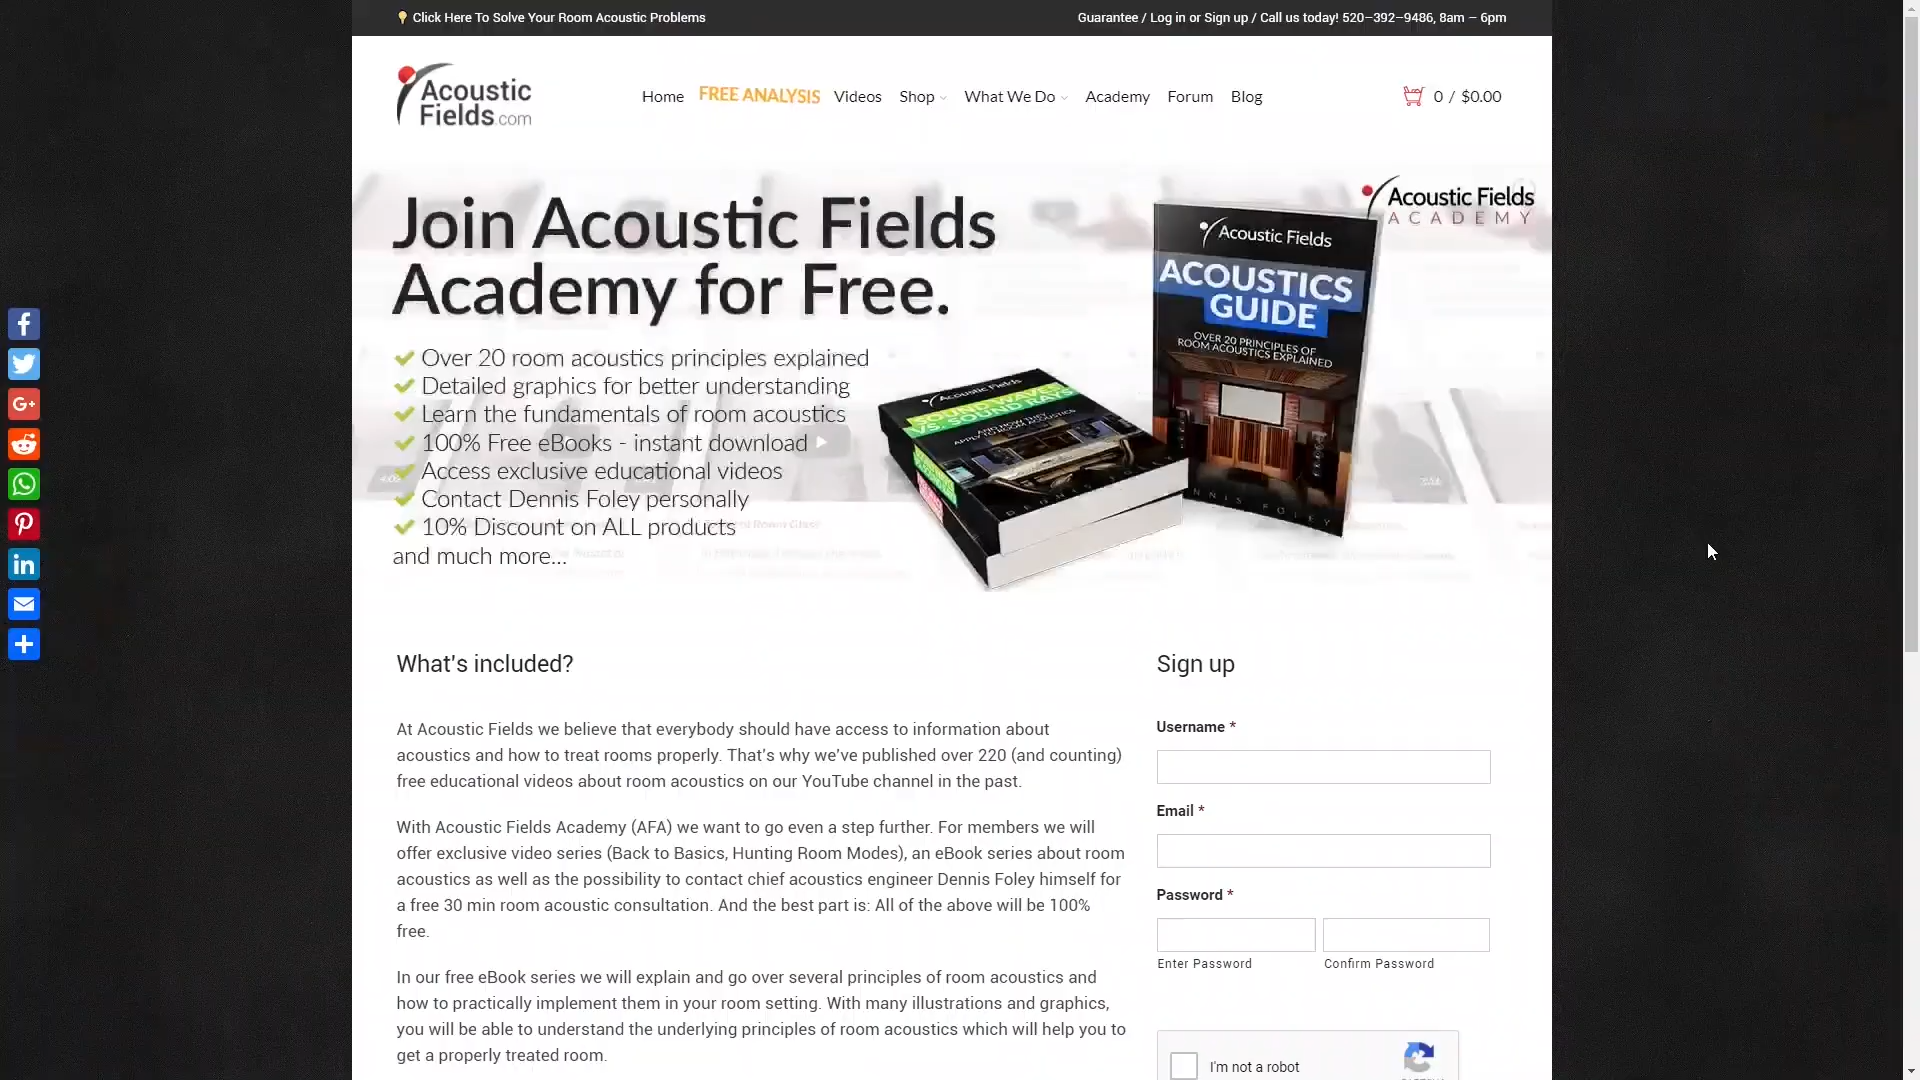 Click Here To Solve Your Room Acoustic Problems
Guarantee / Log in or Sign up / Call us today! 520-392-9486, 8am – 6pm
Acoustic
Fields.com
Home FREE ANALYSIS Videos Shop What We Do Academy Forum Blog
0 / $0.00
Join Acoustic Fields
Academy for Free.
Over 20 room acoustics principles explained
Detailed graphics for better understanding
Learn the fundamentals of room acoustics
100% Free eBooks - instant download
Access exclusive educational videos
Contact Dennis Foley personally
10% Discount on ALL products
and much more...
Acoustic Fields
ACADEMY
Acoustic Fields
ACOUSTICS
GUIDE
OVER 20 PRINCIPLES OF
ROOM ACOUSTICS EXPLAINED
Acoustic Fields
SOUND WAVES
VS. SOUND RAYS
AND HOW THEY
APPLY TO ROOM ACOUSTICS
What's included?
At Acoustic Fields we believe that everybody should have access to information about
acoustics and how to treat rooms properly. That's why we've published over 220 (and counting)
free educational videos about room acoustics on our YouTube channel in the past.
With Acoustic Fields Academy (AFA) we want to go even a step further. For members we will
offer exclusive video series (Back to Basics, Hunting Room Modes), an eBook series about room
acoustics as well as the possibility to contact chief acoustics engineer Dennis Foley himself for
a free 30 min room acoustic consultation. And the best part is: All of the above will be 100%
free.
In our free eBook series we will explain and go over several principles of room acoustics and
how to practically implement them in your room setting. With many illustrations and graphics,
you will be able to understand the underlying principles of room acoustics which will help you to
get a properly treated room.
Sign up
Username *
Email *
Password *
Enter Password
Confirm Password
I'm not a robot